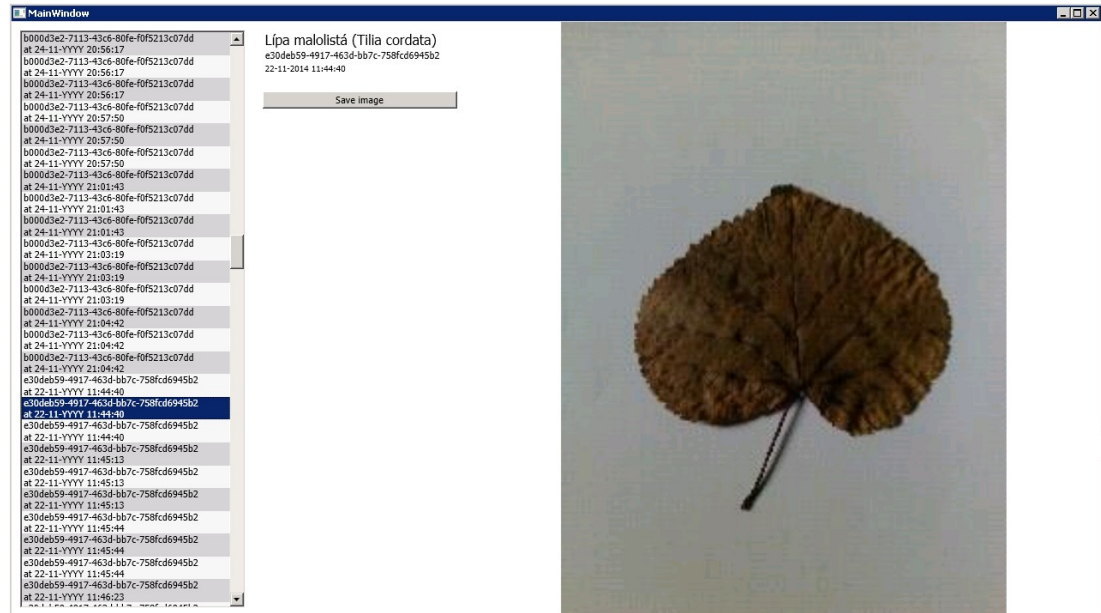 MainWindow
b000d3e2-7113-43c6-80fe-f0f5213c07dd
at 24-11-YYYY 20:56:17
b000d3e2-7113-43c6-80fe-f0f5213c07dd
at 24-11-YYYY 20:56:17
b000d3e2-7113-43c6-80fe-f0f5213c07dd
at 24-11-YYYY 20:56:17
b000d3e2-7113-43c6-80fe-f0f5213c07dd
at 24-11-YYYY 20:57:50
b000d3e2-7113-43c6-80fe-f0f5213c07dd
at 24-11-YYYY 20:57:50
b000d3e2-7113-43c6-80fe-f0f5213c07dd
at 24-11-YYYY 20:57:50
b000d3e2-7113-43c6-80fe-f0f5213c07dd
at 24-11-YYYY 21:01:43
b000d3e2-7113-43c6-80fe-f0f5213c07dd
at 24-11-YYYY 21:01:43
b000d3e2-7113-43c6-80fe-f0f5213c07dd
at 24-11-YYYY 21:01:43
b000d3e2-7113-43c6-80fe-f0f5213c07dd
at 24-11-YYYY 21:03:19
b000d3e2-7113-43c6-80fe-f0f5213c07dd
at 24-11-YYYY 21:03:19
b000d3e2-7113-43c6-80fe-f0f5213c07dd
at 24-11-YYYY 21:03:19
b000d3e2-7113-43c6-80fe-f0f5213c07dd
at 24-11-YYYY 21:04:42
b000d3e2-7113-43c6-80fe-f0f5213c07dd
at 24-11-YYYY 21:04:42
b000d3e2-7113-43c6-80fe-f0f5213c07dd
at 24-11-YYYY 21:04:42
e30deb59-4917-463d-bb7c-758fcd6945b2
at 22-11-YYYY 11:44:40
e30deb59-4917-463d-bb7c-758fcd6945b2
at 22-11-YYYY 11:44:40
e30deb59-4917-463d-bb7c-758fcd6945b2
at 22-11-YYYY 11:44:40
e30deb59-4917-463d-bb7c-758fcd6945b2
at 22-11-YYYY 11:45:13
e30deb59-4917-463d-bb7c-758fcd6945b2
at 22-11-YYYY 11:45:13
e30deb59-4917-463d-bb7c-758fcd6945b2
at 22-11-YYYY 11:45:13
e30deb59-4917-463d-bb7c-758fcd6945b2
at 22-11-YYYY 11:45:44
e30deb59-4917-463d-bb7c-758fcd6945b2
at 22-11-YYYY 11:45:44
e30deb59-4917-463d-bb7c-758fcd6945b2
at 22-11-YYYY 11:45:44
e30deb59-4917-463d-bb7c-758fcd6945b2
at 22-11-YYYY 11:46:23
Lípa malolistá (Tilia cordata)
e30deb59-4917-463d-bb7c-758fcd6945b2
22-11-2014 11:44:40
Save image